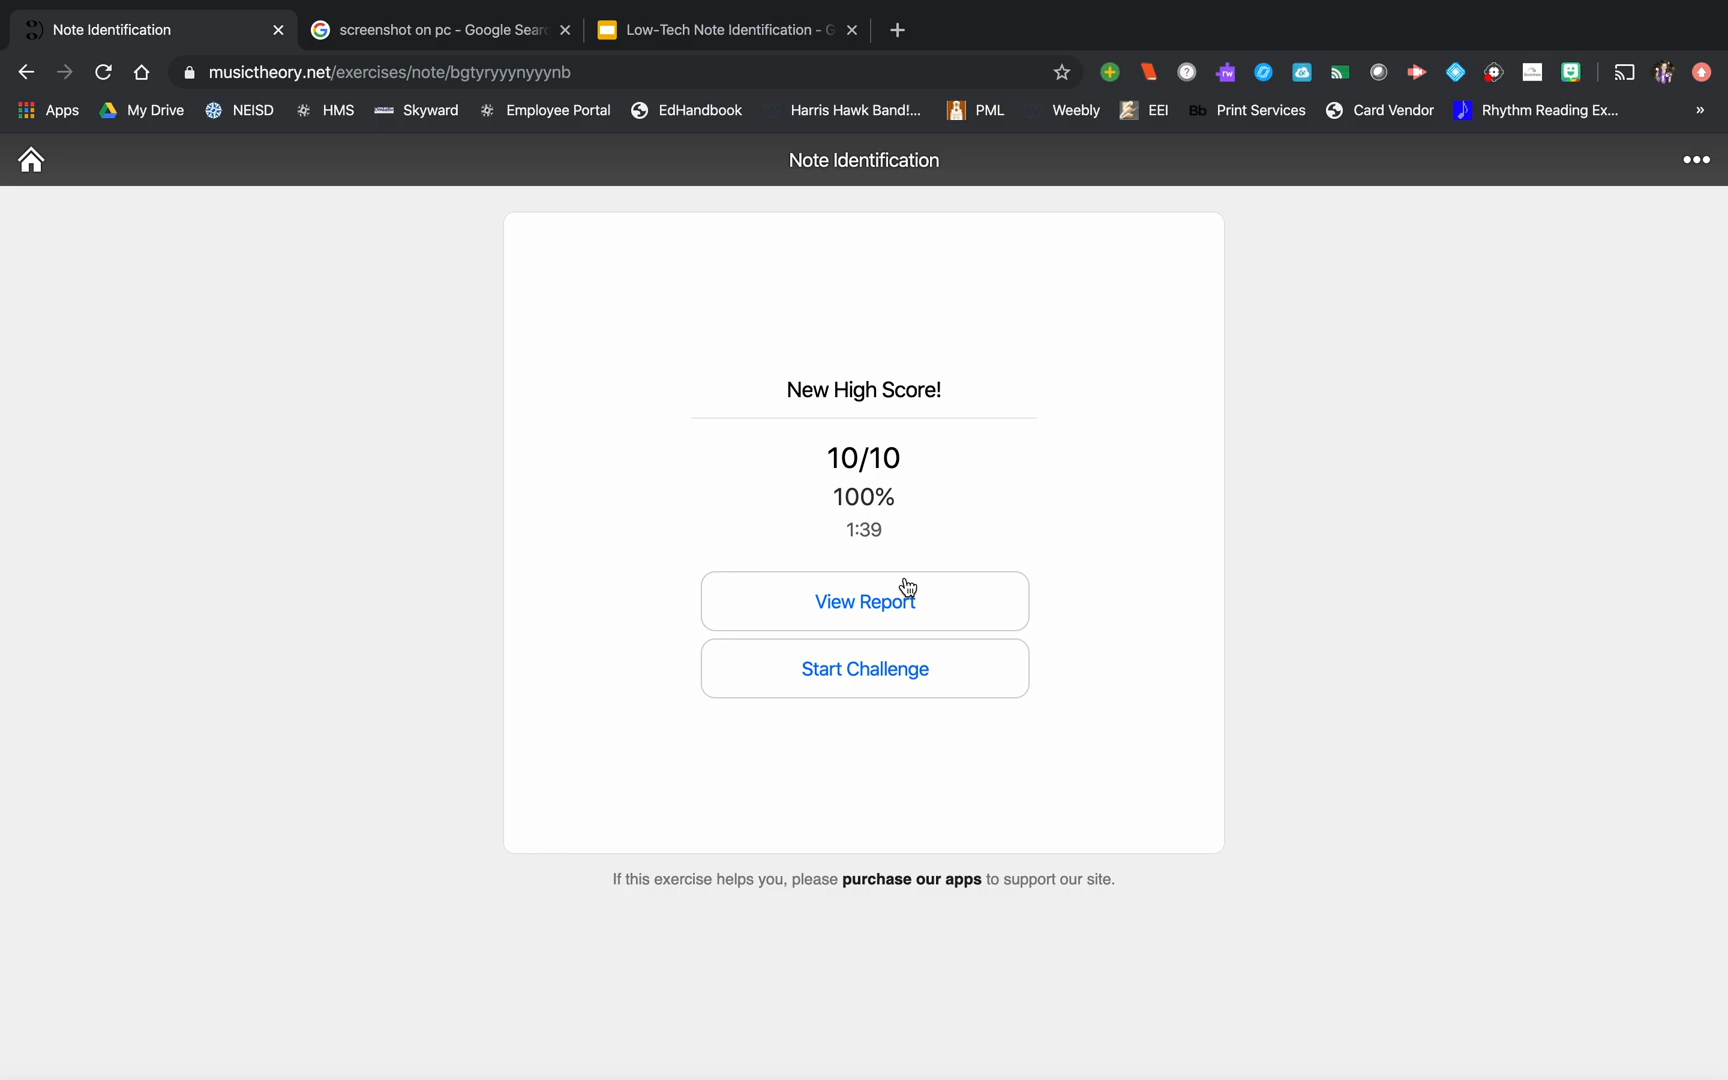 Note Identification
screenshot on pc - Google Sear
Low-Tech Note Identification - G
musictheory.net/exercises/note/bgtyryyynyyynb
Apps My Drive NEISD HMS Skyward Employee Portal EdHandbook Harris Hawk Band!... PML Weebly EEI Bb Print Services Card Vendor Rhythm Reading Ex... »
Note Identification
New High Score!
10/10
100%
1:39
View Report
Start Challenge
If this exercise helps you, please purchase our apps to support our site.